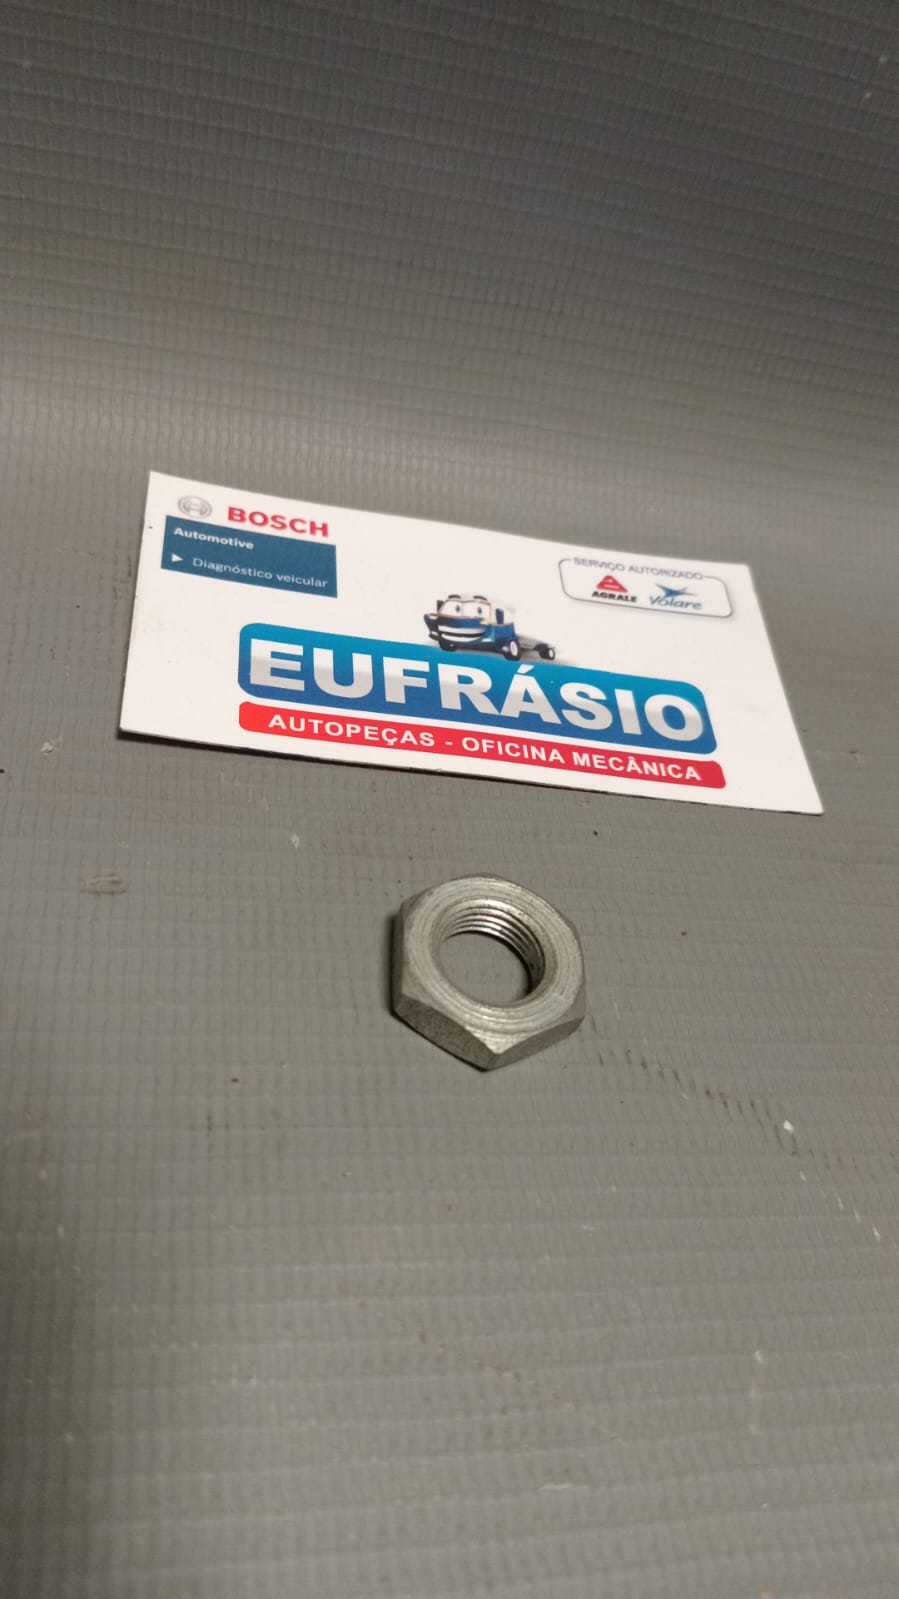 BOSCH
Automotive
► Diagnóstico veicular
SERVIÇO AUTORIZADO
AGRALE Volare
EUFRÁSIO
AUTOPEÇAS - OFICINA MECÂNICA